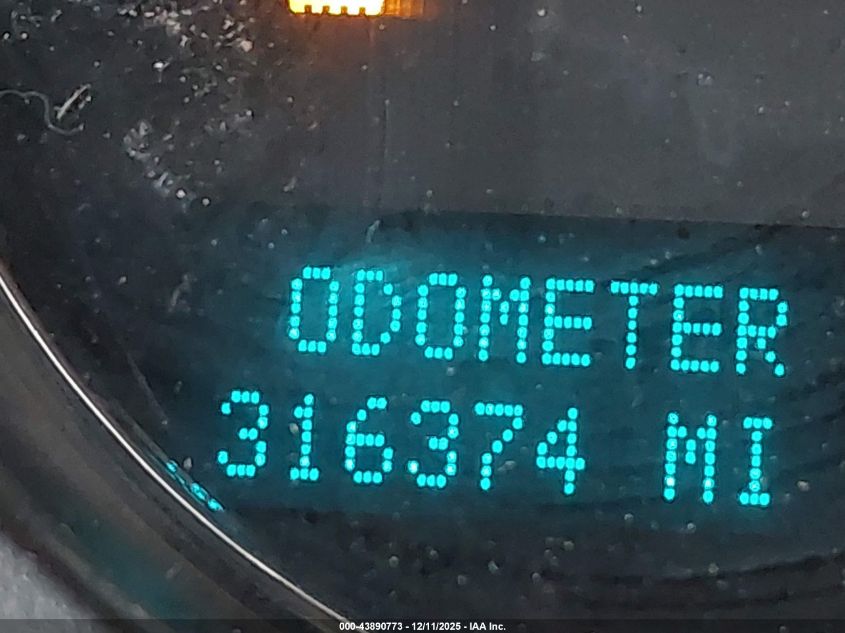 ODOMETER
316374 MI
000-43890773 - 12/11/2025 - IAA Inc.